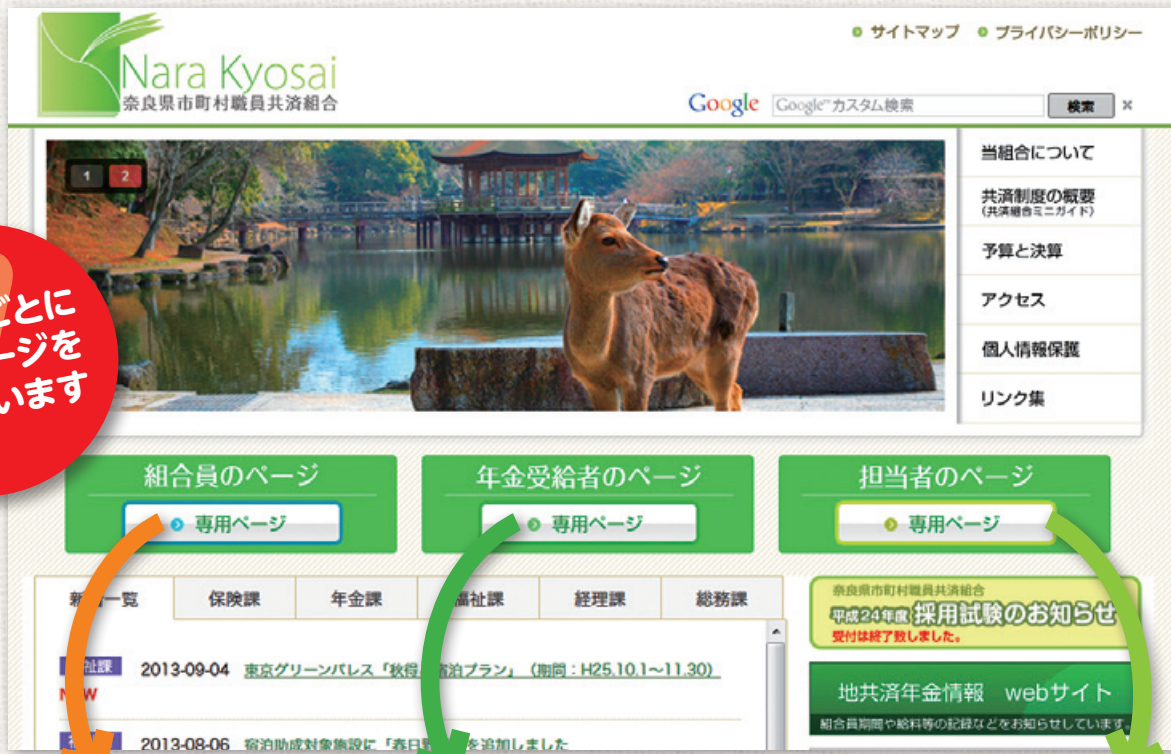 サイトマップ プライバシーポリシー
Nara Kyosai
奈良県市町村職員共済組合
Google Google™カスタム検索 検索 ×
1 2
当組合について
共済制度の概要
(共済組合ミニガイド)
予算と決算
アクセス
個人情報保護
リンク集
ごとに
ージを
います
組合員のページ 年金受給者のページ 担当者のページ
専用ページ 専用ページ 専用ページ
一覧 保険課 年金課 福祉課 経理課 総務課
奈良県市町村職員共済組合
平成24年度 採用試験のお知らせ
受付は終了致しました。
2013-09-04 東京グリーンパレス「秋得 宿泊プラン」(期間:H25.10.1~11.30)
地共済年金情報 webサイト
組合員期間や給料等の記録などをお知らせしています。
2013-08-06 宿泊助成対象施設に「春日 を追加しました